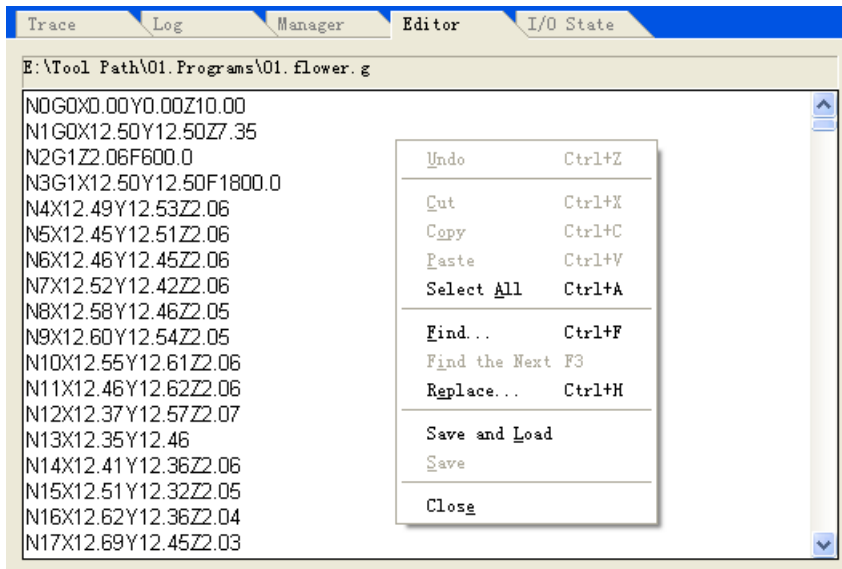 Trace Log Manager Editor I/O State
E:\Tool Path\01.Programs\01.flower.g
N0G0X0.00Y0.00Z10.00
N1G0X12.50Y12.50Z7.35
N2G1Z2.06F600.0
N3G1X12.50Y12.50F1800.0
N4X12.49Y12.53Z2.06
N5X12.45Y12.51Z2.06
N6X12.46Y12.45Z2.06
N7X12.52Y12.42Z2.06
N8X12.58Y12.46Z2.05
N9X12.60Y12.54Z2.05
N10X12.55Y12.61Z2.06
N11X12.46Y12.62Z2.06
N12X12.37Y12.57Z2.07
N13X12.35Y12.46
N14X12.41Y12.36Z2.06
N15X12.51Y12.32Z2.05
N16X12.62Y12.36Z2.04
N17X12.69Y12.45Z2.03
Undo Ctrl+Z
Cut Ctrl+X
Copy Ctrl+C
Paste Ctrl+V
Select All Ctrl+A
Find... Ctrl+F
Find the Next F3
Replace... Ctrl+H
Save and Load
Save
Close